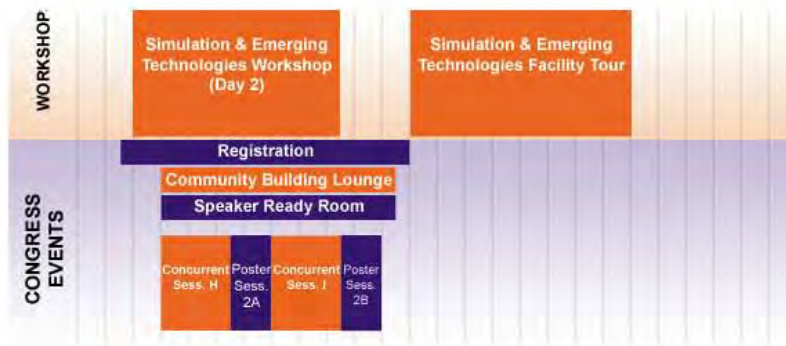 WORKSHOP
Simulation & Emerging
Technologies Workshop
(Day 2)
Simulation & Emerging
Technologies Facility Tour
CONGRESS
EVENTS
Registration
Community Building Lounge
Speaker Ready Room
Concurrent
Sess. H
Poster
Sess.
2A
Concurrent
Sess. I
Poster
Sess.
2B